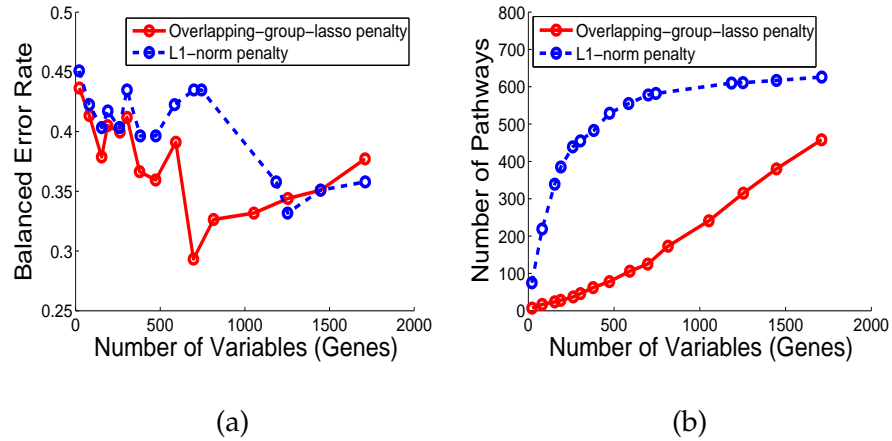 Overlapping-group-lasso penalty
L1-norm penalty
Balanced Error Rate
0.5
0.45
0.4
0.35
0.3
0.25
0
500
1000
1500
2000
Number of Variables (Genes)
(a)
Overlapping-group-lasso penalty
L1-norm penalty
Number of Pathways
800
700
600
500
400
300
200
100
0
0
500
1000
1500
2000
Number of Variables (Genes)
(b)